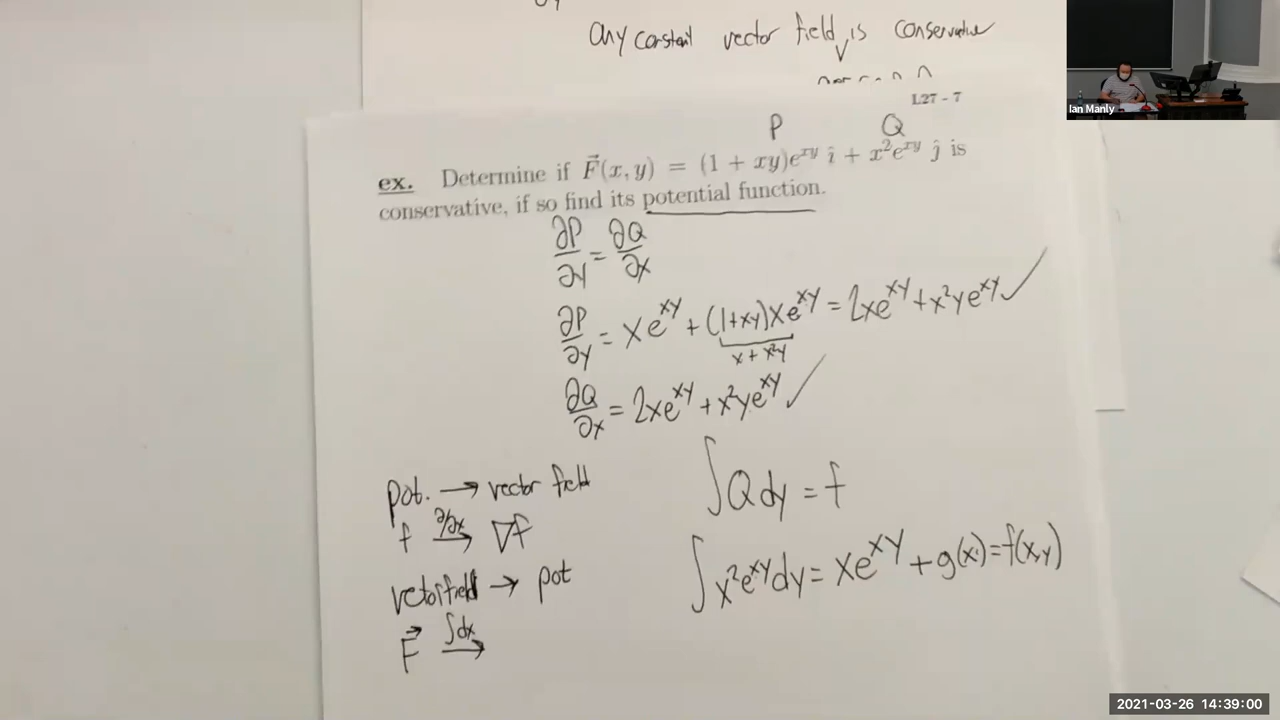 any constant vector field is conservative
L27 - 7
P Q
ex. Determine if F⃗(x, y) = (1 + xy)e^{xy} î + x²e^{xy} ĵ is
conservative, if so find its potential function.
∂P/∂y = ∂Q/∂x
∂P/∂y = xe^{xy} + (1+xy)xe^{xy} = 2xe^{xy} + x²ye^{xy} ✓
x + x²y
∂Q/∂x = 2xe^{xy} + x²ye^{xy} ✓
pot. → vector field
f ∂/∂x → ∇f
vector field → pot
F⃗ ∫dx →
∫Q dy = f
∫x²e^{xy}dy = xe^{xy} + g(x) = f(x,y)
Ian Manly
2021-03-26 14:39:00